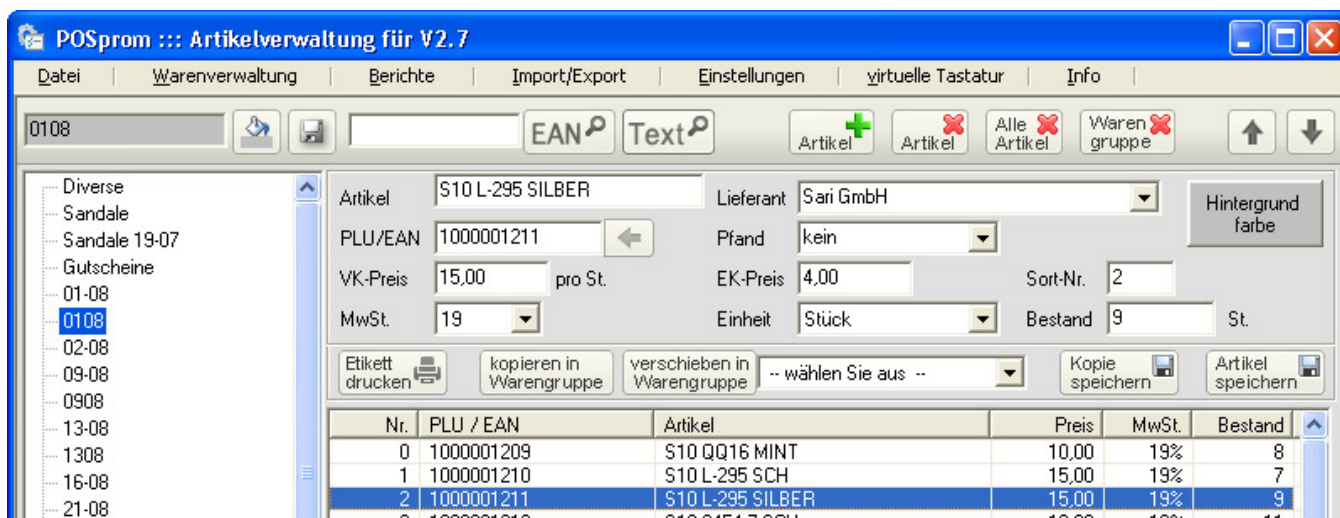 POSprom ::: Artikelverwaltung für V2.7
Datei | Warenverwaltung | Berichte | Import/Export | Einstellungen | virtuelle Tastatur | Info |
0108 EAN Text Artikel Artikel Alle Artikel Waren gruppe
Diverse
Sandale
Sandale 19-07
Gutscheine
01-08
0108
02-08
09-08
0908
13-08
1308
16-08
21-08
Artikel S10 L-295 SILBER Lieferant Sari GmbH Hintergrund farbe
PLU/EAN 1000001211 Pfand kein
VK-Preis 15,00 pro St. EK-Preis 4,00 Sort-Nr. 2
MwSt. 19 Einheit Stück Bestand 9 St.
Etikett drucken kopieren in Warengruppe verschieben in Warengruppe -- wählen Sie aus -- Kopie speichern Artikel speichern
Nr. PLU / EAN Artikel Preis MwSt. Bestand
0 1000001209 S10 QQ16 MINT 10,00 19% 8
1 1000001210 S10 L-295 SCH 15,00 19% 7
2 1000001211 S10 L-295 SILBER 15,00 19% 9